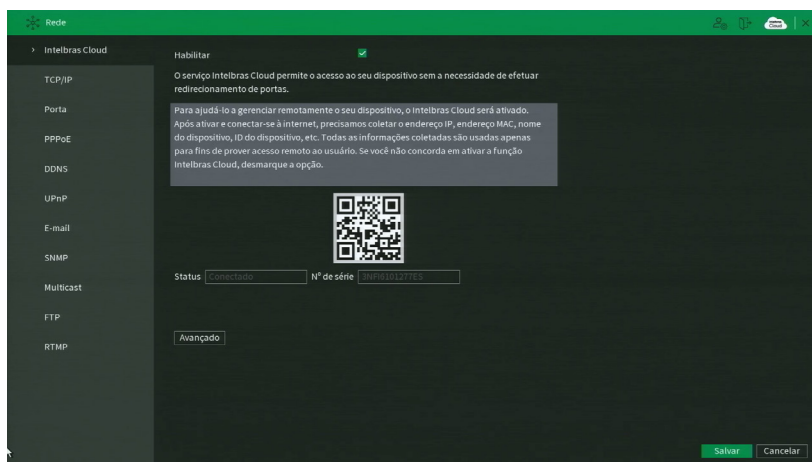 Rede
Intelbras Cloud
TCP/IP
Porta
PPPoE
DDNS
UPnP
E-mail
SNMP
Multicast
FTP
RTMP
Habilitar
O serviço Intelbras Cloud permite o acesso ao seu dispositivo sem a necessidade de efetuar
redirecionamento de portas.
Para ajudá-lo a gerenciar remotamente o seu dispositivo, o Intelbras Cloud será ativado.
Após ativar e conectar-se à internet, precisamos coletar o endereço IP, endereço MAC, nome
do dispositivo, ID do dispositivo, etc. Todas as informações coletadas são usadas apenas
para fins de prover acesso remoto ao usuário. Se você não concorda em ativar a função
Intelbras Cloud, desmarque a opção.
Status Conectado Nº de série
Avançado
Salvar Cancelar